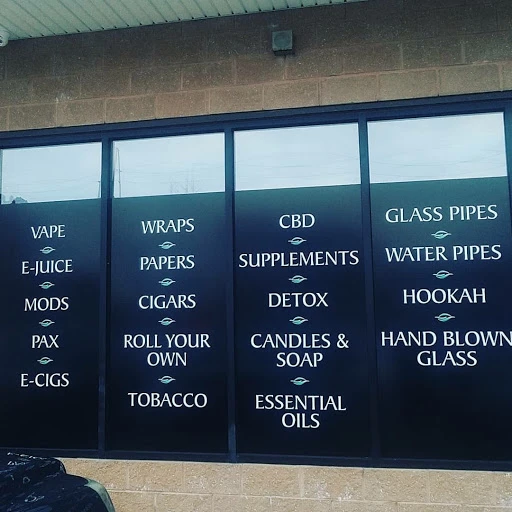 VAPE
E-JUICE
MODS
PAX
E-CIGS
WRAPS
PAPERS
CIGARS
ROLL YOUR
OWN
TOBACCO
CBD
SUPPLEMENTS
DETOX
CANDLES &
SOAP
ESSENTIAL
OILS
GLASS PIPES
WATER PIPES
HOOKAH
HAND BLOWN
GLASS